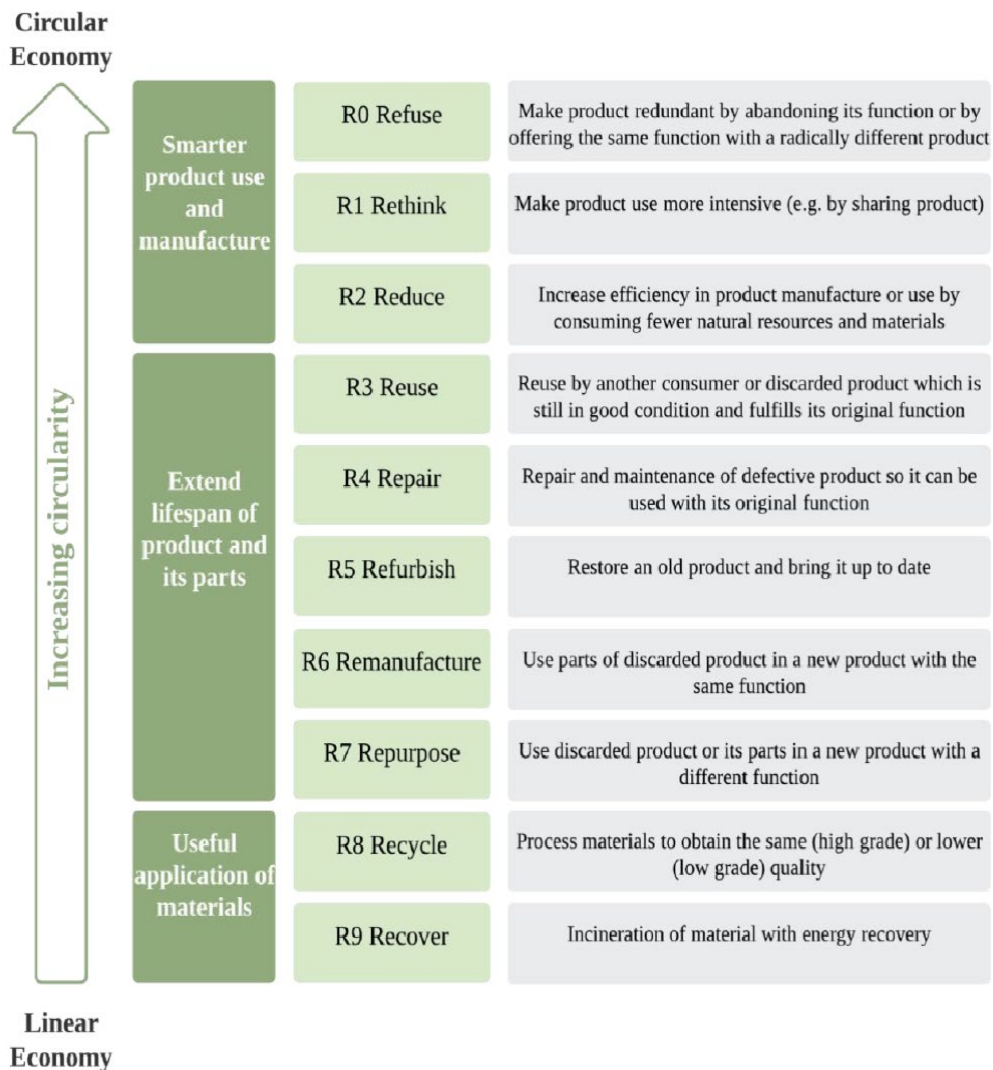 Circular
Economy
Increasing circularity
Linear
Economy
Smarter
product use
and
manufacture
R0 Refuse
Make product redundant by abandoning its function or by
offering the same function with a radically different product
R1 Rethink
Make product use more intensive (e.g. by sharing product)
R2 Reduce
Increase efficiency in product manufacture or use by
consuming fewer natural resources and materials
Extend
lifespan of
product and
its parts
R3 Reuse
Reuse by another consumer or discarded product which is
still in good condition and fulfills its original function
R4 Repair
Repair and maintenance of defective product so it can be
used with its original function
R5 Refurbish
Restore an old product and bring it up to date
R6 Remanufacture
Use parts of discarded product in a new product with the
same function
R7 Repurpose
Use discarded product or its parts in a new product with a
different function
Useful
application of
materials
R8 Recycle
Process materials to obtain the same (high grade) or lower
(low grade) quality
R9 Recover
Incineration of material with energy recovery